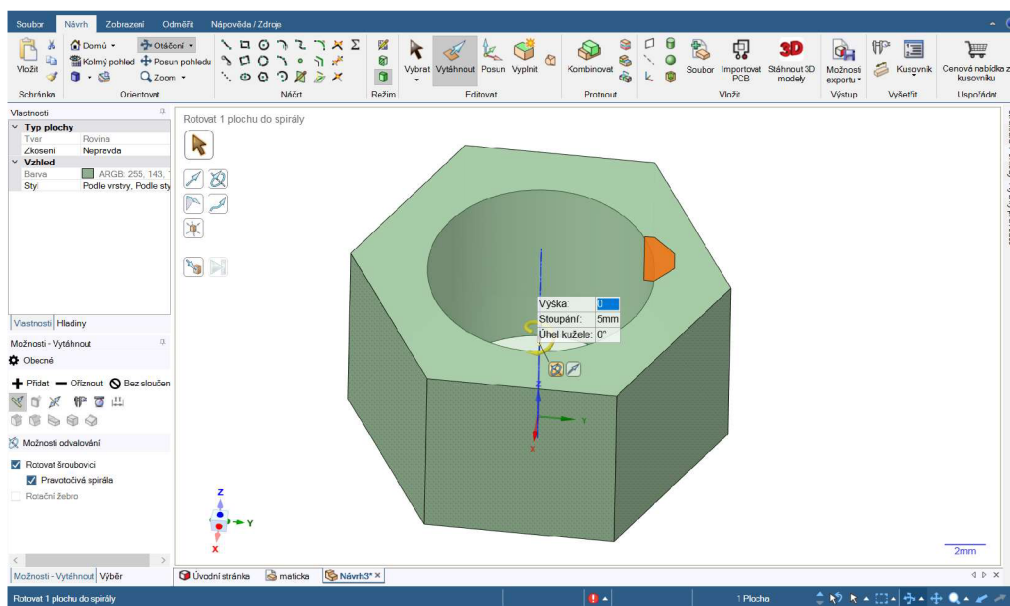 Soubor Návrh Zobrazení Odměřit Nápověda / Zdroje
Vložit
Domů Otáčení
Kolmý pohled Posun pohledu
Zoom
Vybrat Vytáhnout Posun Vyplnit
Kombinovat
Soubor Importovat PCB Stáhnout 3D modely
3D
Možnosti exportu
Kusovník
Cenová nabídka z kusovníku
Schránka Orientovat Náčrt Režim Editovat Protnout Vložit Výstup Vyšetřit Uspořádat
Vlastnosti
Typ plochy
Tvar Rovina
Zkosení Nepravda
Vzhled
Barva ARGB: 255, 143, 1
Styl Podle vrstvy, Podle sty
Vlastnosti Hladiny
Možnosti - Vytáhnout
Obecné
Přidat Oříznout Bez sloučen
Možnosti odvalování
Rotovat šroubovici
Pravotočivá spirála
Rotační žebro
Možnosti - Vytáhnout Výběr
Rotovat 1 plochu do spirály
Výška: 0
Stoupání: 5mm
Úhel kužele: 0°
Z
Y
X
Z
Y
X
2mm
Úvodní stránka maticka Návrh3*
Rotovat 1 plochu do spirály
1 Plocha